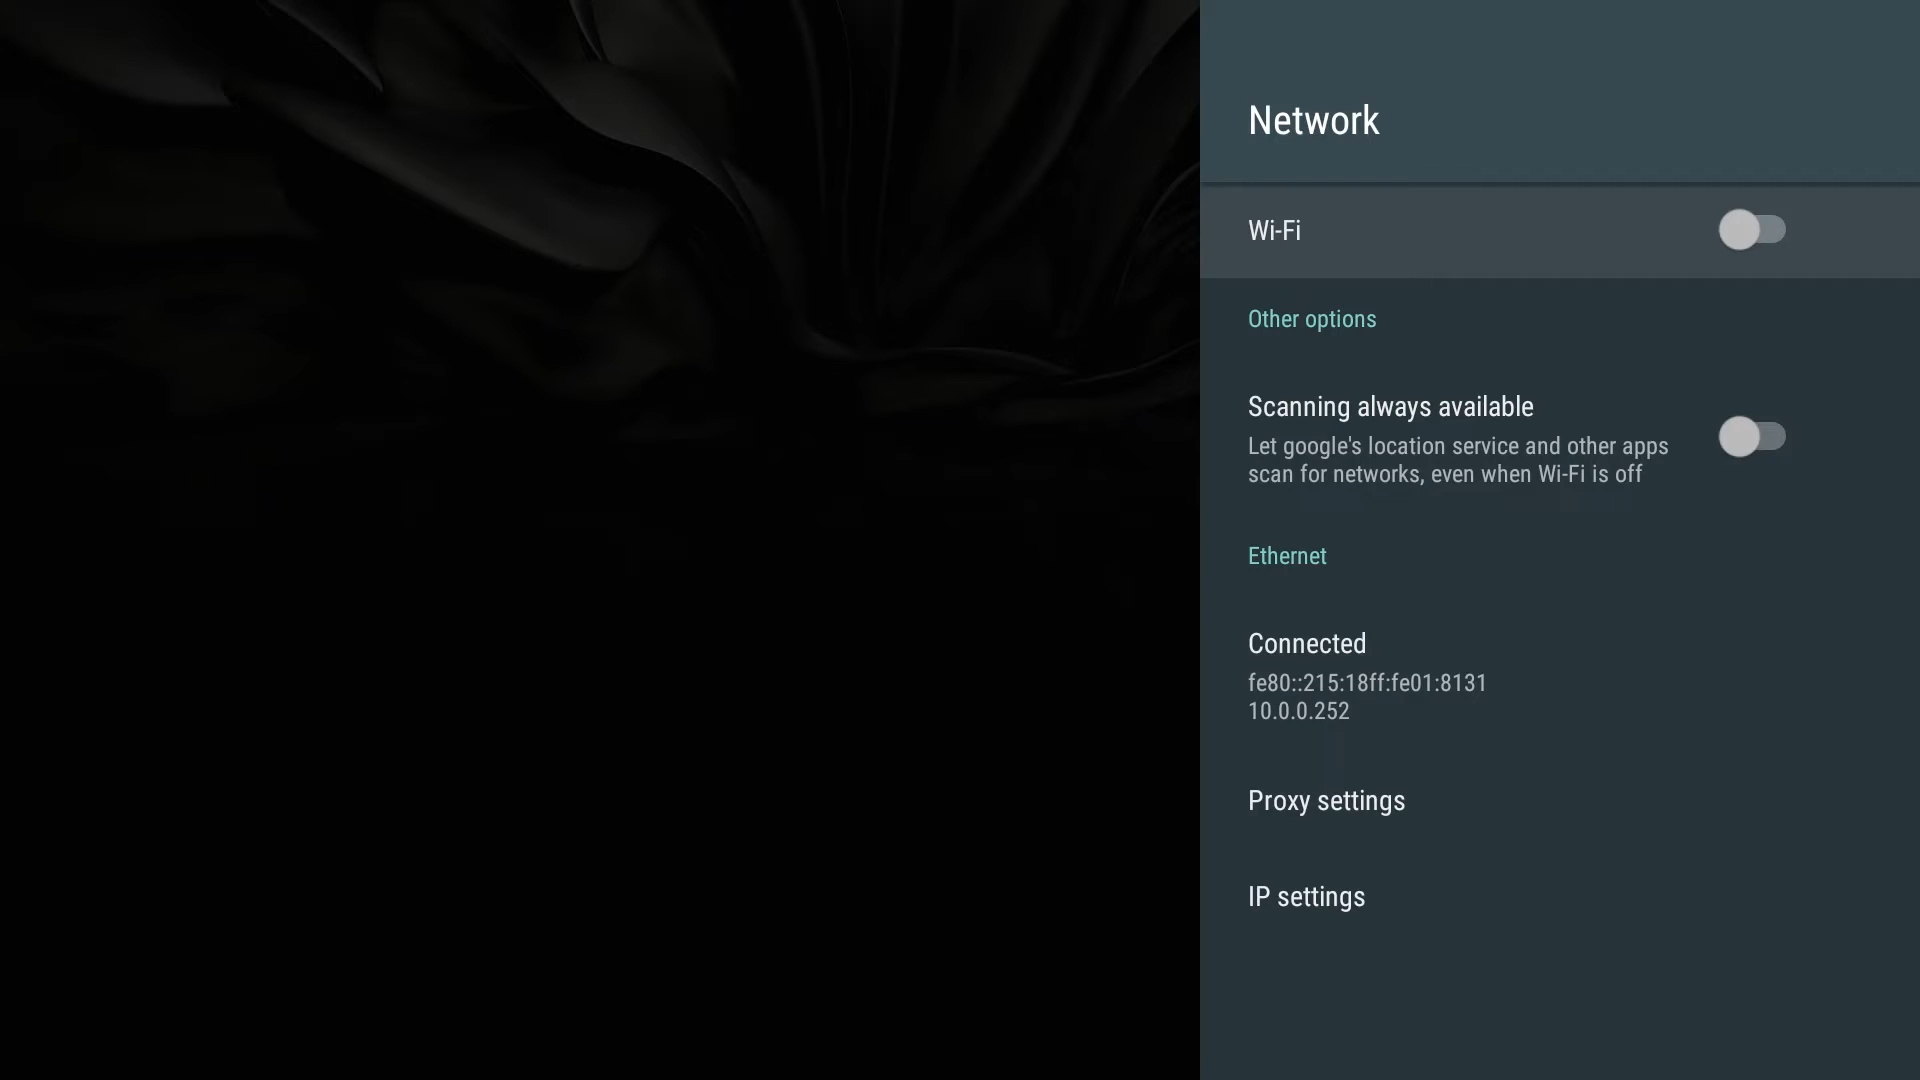 Network
Wi-Fi
Other options
Scanning always available
Let google's location service and other apps
scan for networks, even when Wi-Fi is off
Ethernet
Connected
fe80::215:18ff:fe01:8131
10.0.0.252
Proxy settings
IP settings